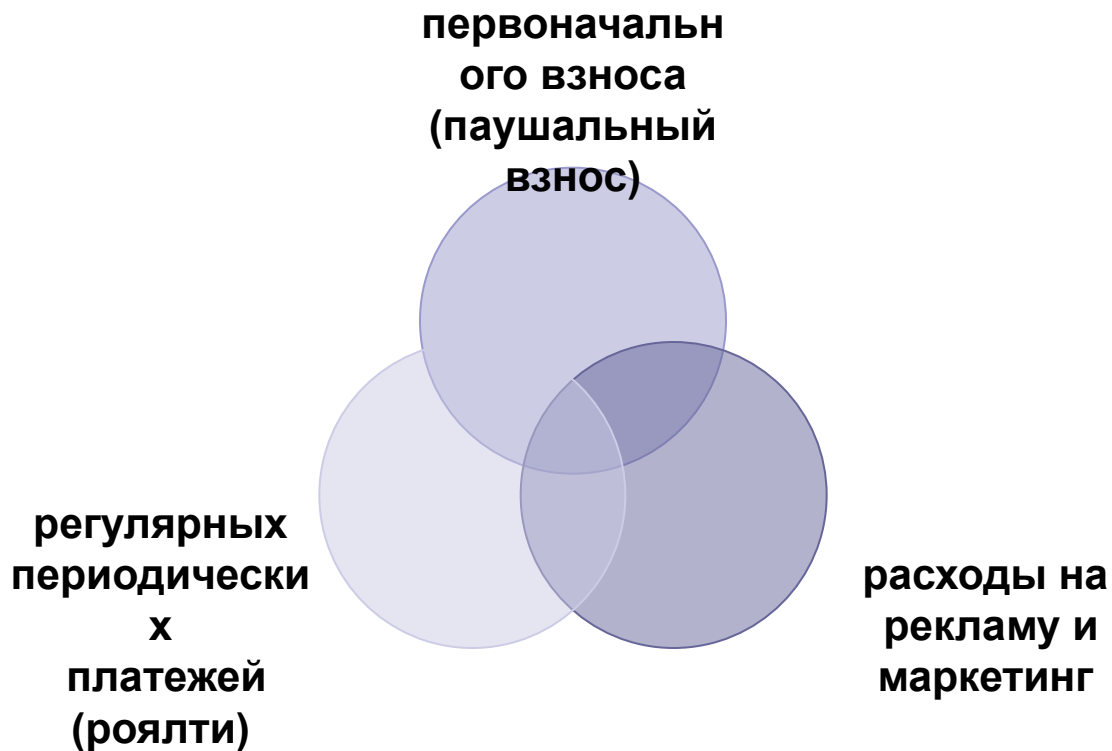 первоначальн
ого взноса
(паушальный
взнос)
регулярных
периодически
х
платежей
(роялти)
расходы на
рекламу и
маркетинг